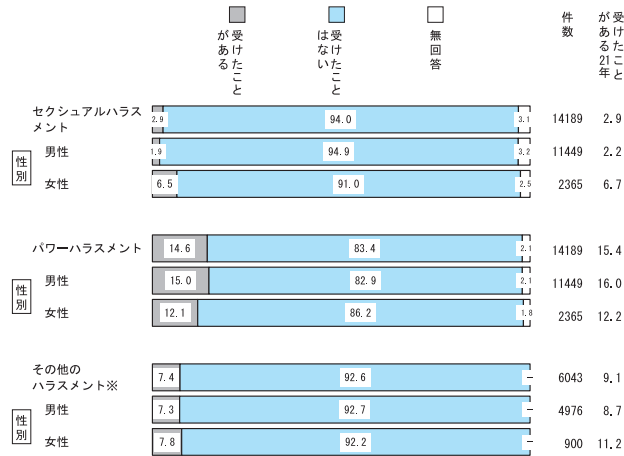 受けたこと
がある
受けたこと
はない
無回答
件数
受けたこと
がある21年
セクシュアルハラス
メント
2.9 94.0 3.1 14189 2.9
性別
男性 1.9 94.9 3.2 11449 2.2
女性 6.5 91.0 2.5 2365 6.7
パワーハラスメント 14.6 83.4 2.1 14189 15.4
性別
男性 15.0 82.9 2.1 11449 16.0
女性 12.1 86.2 1.8 2365 12.2
その他の
ハラスメント※ 7.4 92.6 - 6043 9.1
性別
男性 7.3 92.7 - 4976 8.7
女性 7.8 92.2 - 900 11.2